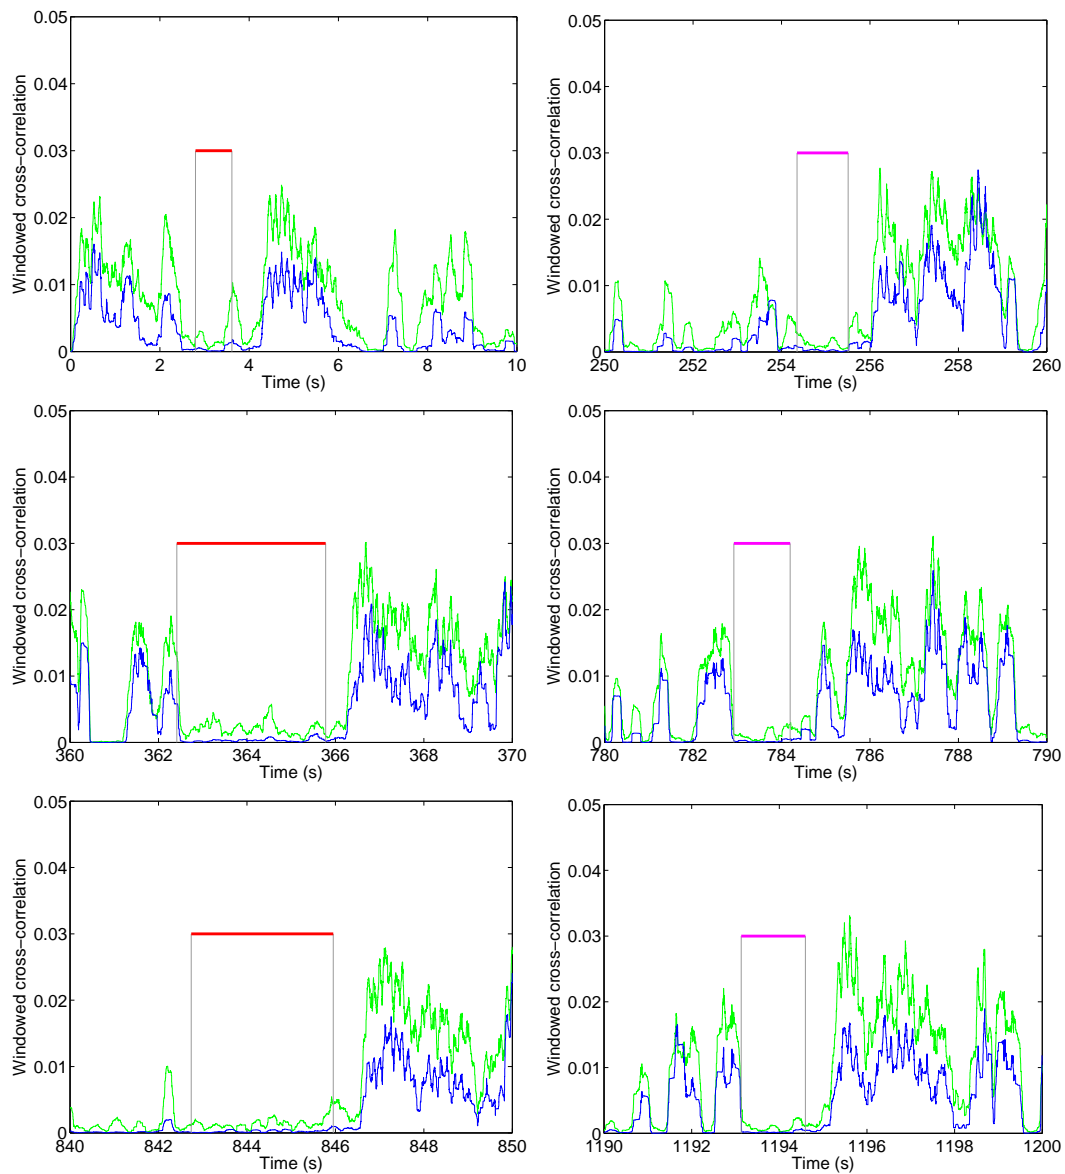 0.05
0.04
0.03
0.02
0.01
0
Windowed cross−correlation
0 2 4 6 8 10
Time (s)
0.05
0.04
0.03
0.02
0.01
0
Windowed cross−correlation
250 252 254 256 258 260
Time (s)
0.05
0.04
0.03
0.02
0.01
0
Windowed cross−correlation
360 362 364 366 368 370
Time (s)
0.05
0.04
0.03
0.02
0.01
0
Windowed cross−correlation
780 782 784 786 788 790
Time (s)
0.05
0.04
0.03
0.02
0.01
0
Windowed cross−correlation
840 842 844 846 848 850
Time (s)
0.05
0.04
0.03
0.02
0.01
0
Windowed cross−correlation
1190 1192 1194 1196 1198 1200
Time (s)